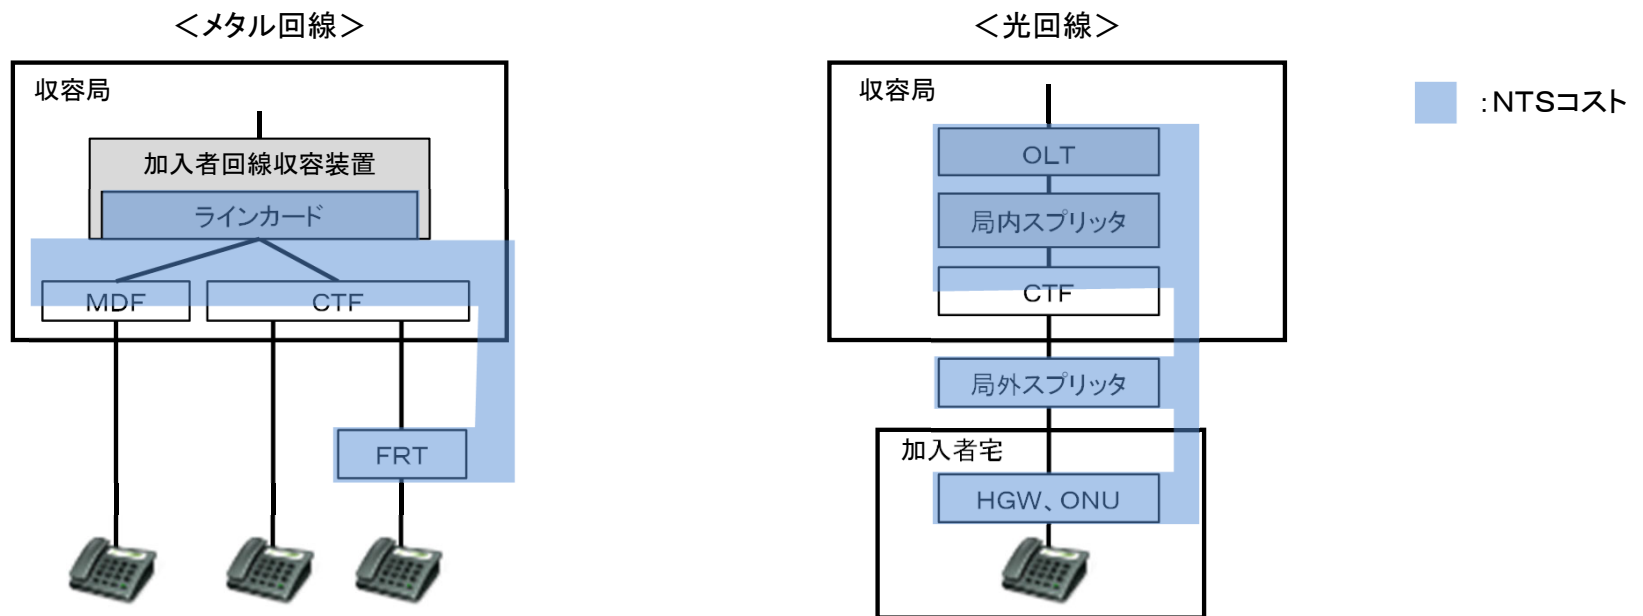 ＜メタル回線＞
収容局
加入者回線収容装置
ラインカード
MDF
CTF
FRT
＜光回線＞
収容局
OLT
局内スプリッタ
CTF
局外スプリッタ
加入者宅
HGW、ONU
：NTSコスト